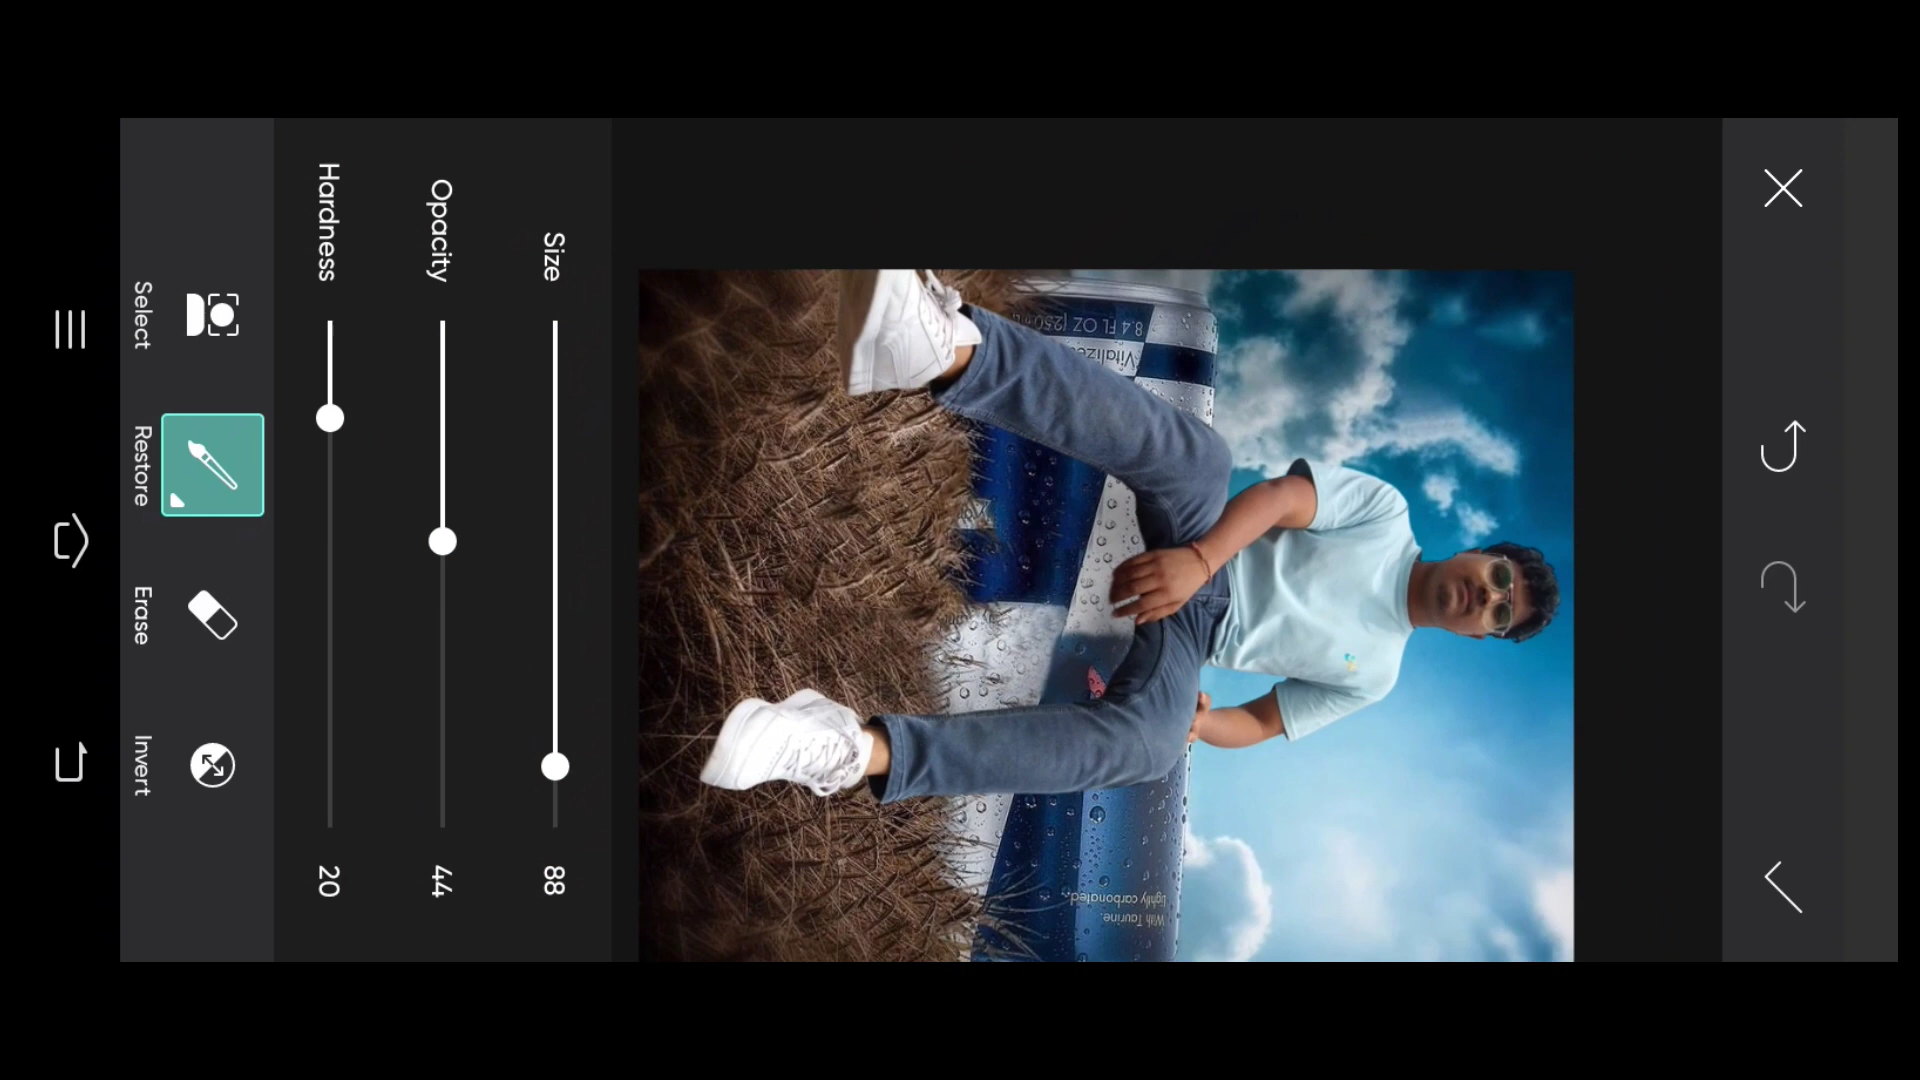 Size 88
Opacity 44
Hardness 20
Select
Restore
Erase
Invert
8.4 FL OZ (250
With Taurine.
lightly carbonated.